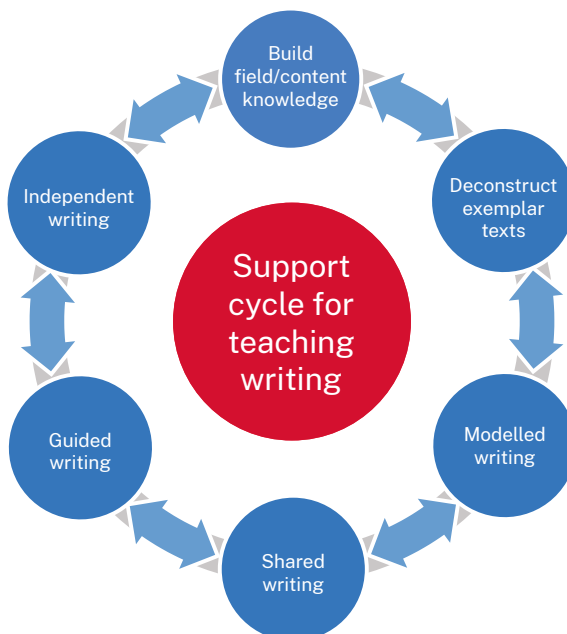 Build
field/content
knowledge
Deconstruct
exemplar
texts
Modelled
writing
Shared
writing
Guided
writing
Independent
writing
Support
cycle for
teaching
writing